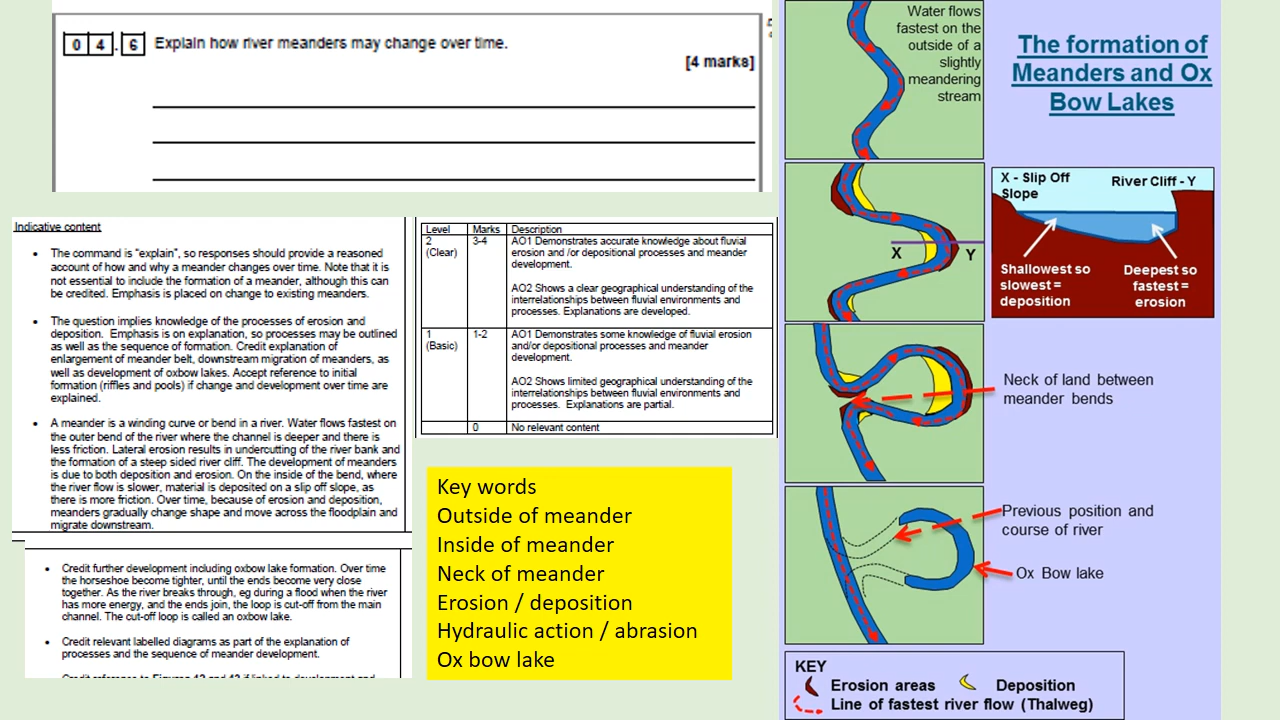 0 4 . 6 Explain how river meanders may change over time.
[4 marks]
Indicative content
• The command is “explain”, so responses should provide a reasoned
account of how and why a meander changes over time. Note that it is
not essential to include the formation of a meander, although this can
be credited. Emphasis is placed on change to existing meanders.
• The question implies knowledge of the processes of erosion and
deposition. Emphasis is on explanation, so processes may be outlined
as well as the sequence of formation. Credit explanation of
enlargement of meander belt, downstream migration of meanders, as
well as development of oxbow lakes. Accept reference to initial
formation (riffles and pools) if change and development over time are
explained.
• A meander is a winding curve or bend in a river. Water flows fastest on
the outer bend of the river where the channel is deeper and there is
less friction. Lateral erosion results in undercutting of the river bank and
the formation of a steep sided river cliff. The development of meanders
is due to both deposition and erosion. On the inside of the bend, where
the river flow is slower, material is deposited on a slip off slope, as
there is more friction. Over time, because of erosion and deposition,
meanders gradually change shape and move across the floodplain and
migrate downstream.
• Credit further development including oxbow lake formation. Over time
the horseshoe become tighter, until the ends become very close
together. As the river breaks through, eg during a flood when the river
has more energy, and the ends join, the loop is cut-off from the main
channel. The cut-off loop is called an oxbow lake.
• Credit relevant labelled diagrams as part of the explanation of
processes and the sequence of meander development.
Level Marks Description
2 3-4 AO1 Demonstrates accurate knowledge about fluvial
(Clear) erosion and /or depositional processes and meander
development.
AO2 Shows a clear geographical understanding of the
interrelationships between fluvial environments and
processes. Explanations are developed.
1 1-2 AO1 Demonstrates some knowledge of fluvial erosion
(Basic) and/or depositional processes and meander
development.
AO2 Shows limited geographical understanding of the
interrelationships between fluvial environments and
processes. Explanations are partial.
0 No relevant content
Key words
Outside of meander
Inside of meander
Neck of meander
Erosion / deposition
Hydraulic action / abrasion
Ox bow lake
Water flows
fastest on the
outside of a
slightly
meandering
stream
The formation of
Meanders and Ox
Bow Lakes
X Y
X - Slip Off
Slope
River Cliff - Y
Shallowest so
slowest =
deposition
Deepest so
fastest =
erosion
Neck of land between
meander bends
Previous position and
course of river
Ox Bow lake
KEY
Erosion areas Deposition
Line of fastest river flow (Thalweg)